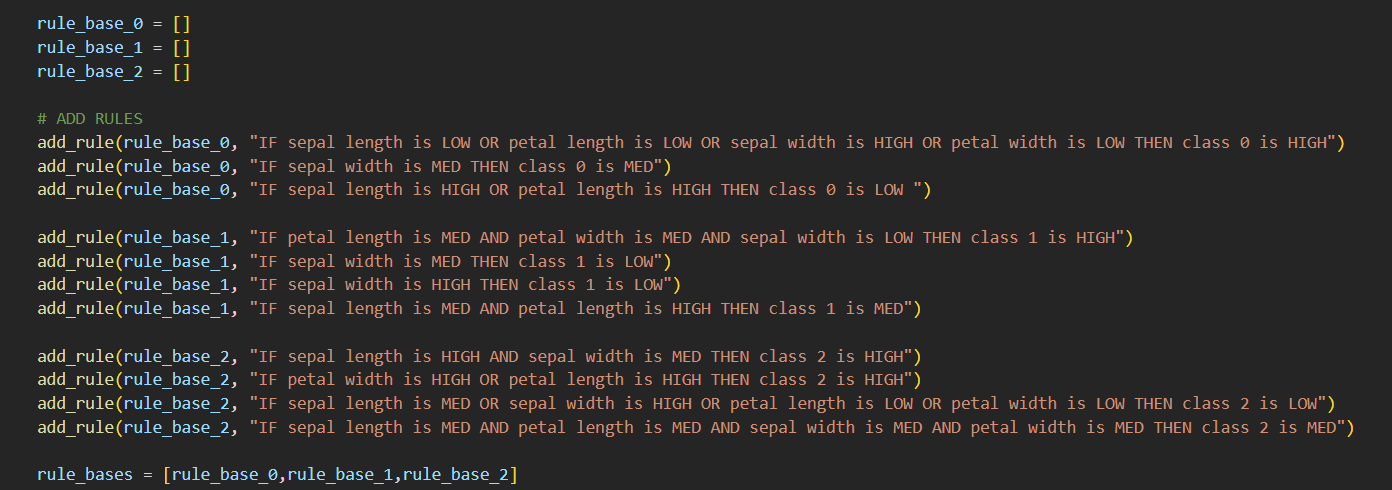 rule_base_0 = []
rule_base_1 = []
rule_base_2 = []
# ADD RULES
add_rule(rule_base_0, "IF sepal length is LOW OR petal length is LOW OR sepal width is HIGH OR petal width is LOW THEN class 0 is HIGH")
add_rule(rule_base_0, "IF sepal width is MED THEN class 0 is MED")
add_rule(rule_base_0, "IF sepal length is HIGH OR petal length is HIGH THEN class 0 is LOW ")
add_rule(rule_base_1, "IF petal length is MED AND petal width is MED AND sepal width is LOW THEN class 1 is HIGH")
add_rule(rule_base_1, "IF sepal width is MED THEN class 1 is LOW")
add_rule(rule_base_1, "IF sepal width is HIGH THEN class 1 is LOW")
add_rule(rule_base_1, "IF sepal length is MED AND petal length is HIGH THEN class 1 is MED")
add_rule(rule_base_2, "IF sepal length is HIGH AND sepal width is MED THEN class 2 is HIGH")
add_rule(rule_base_2, "IF petal width is HIGH OR petal length is HIGH THEN class 2 is HIGH")
add_rule(rule_base_2, "IF sepal length is MED OR sepal width is HIGH OR petal length is LOW OR petal width is LOW THEN class 2 is LOW")
add_rule(rule_base_2, "IF sepal length is MED AND petal length is MED AND sepal width is MED AND petal width is MED THEN class 2 is MED")
rule_bases = [rule_base_0,rule_base_1,rule_base_2]